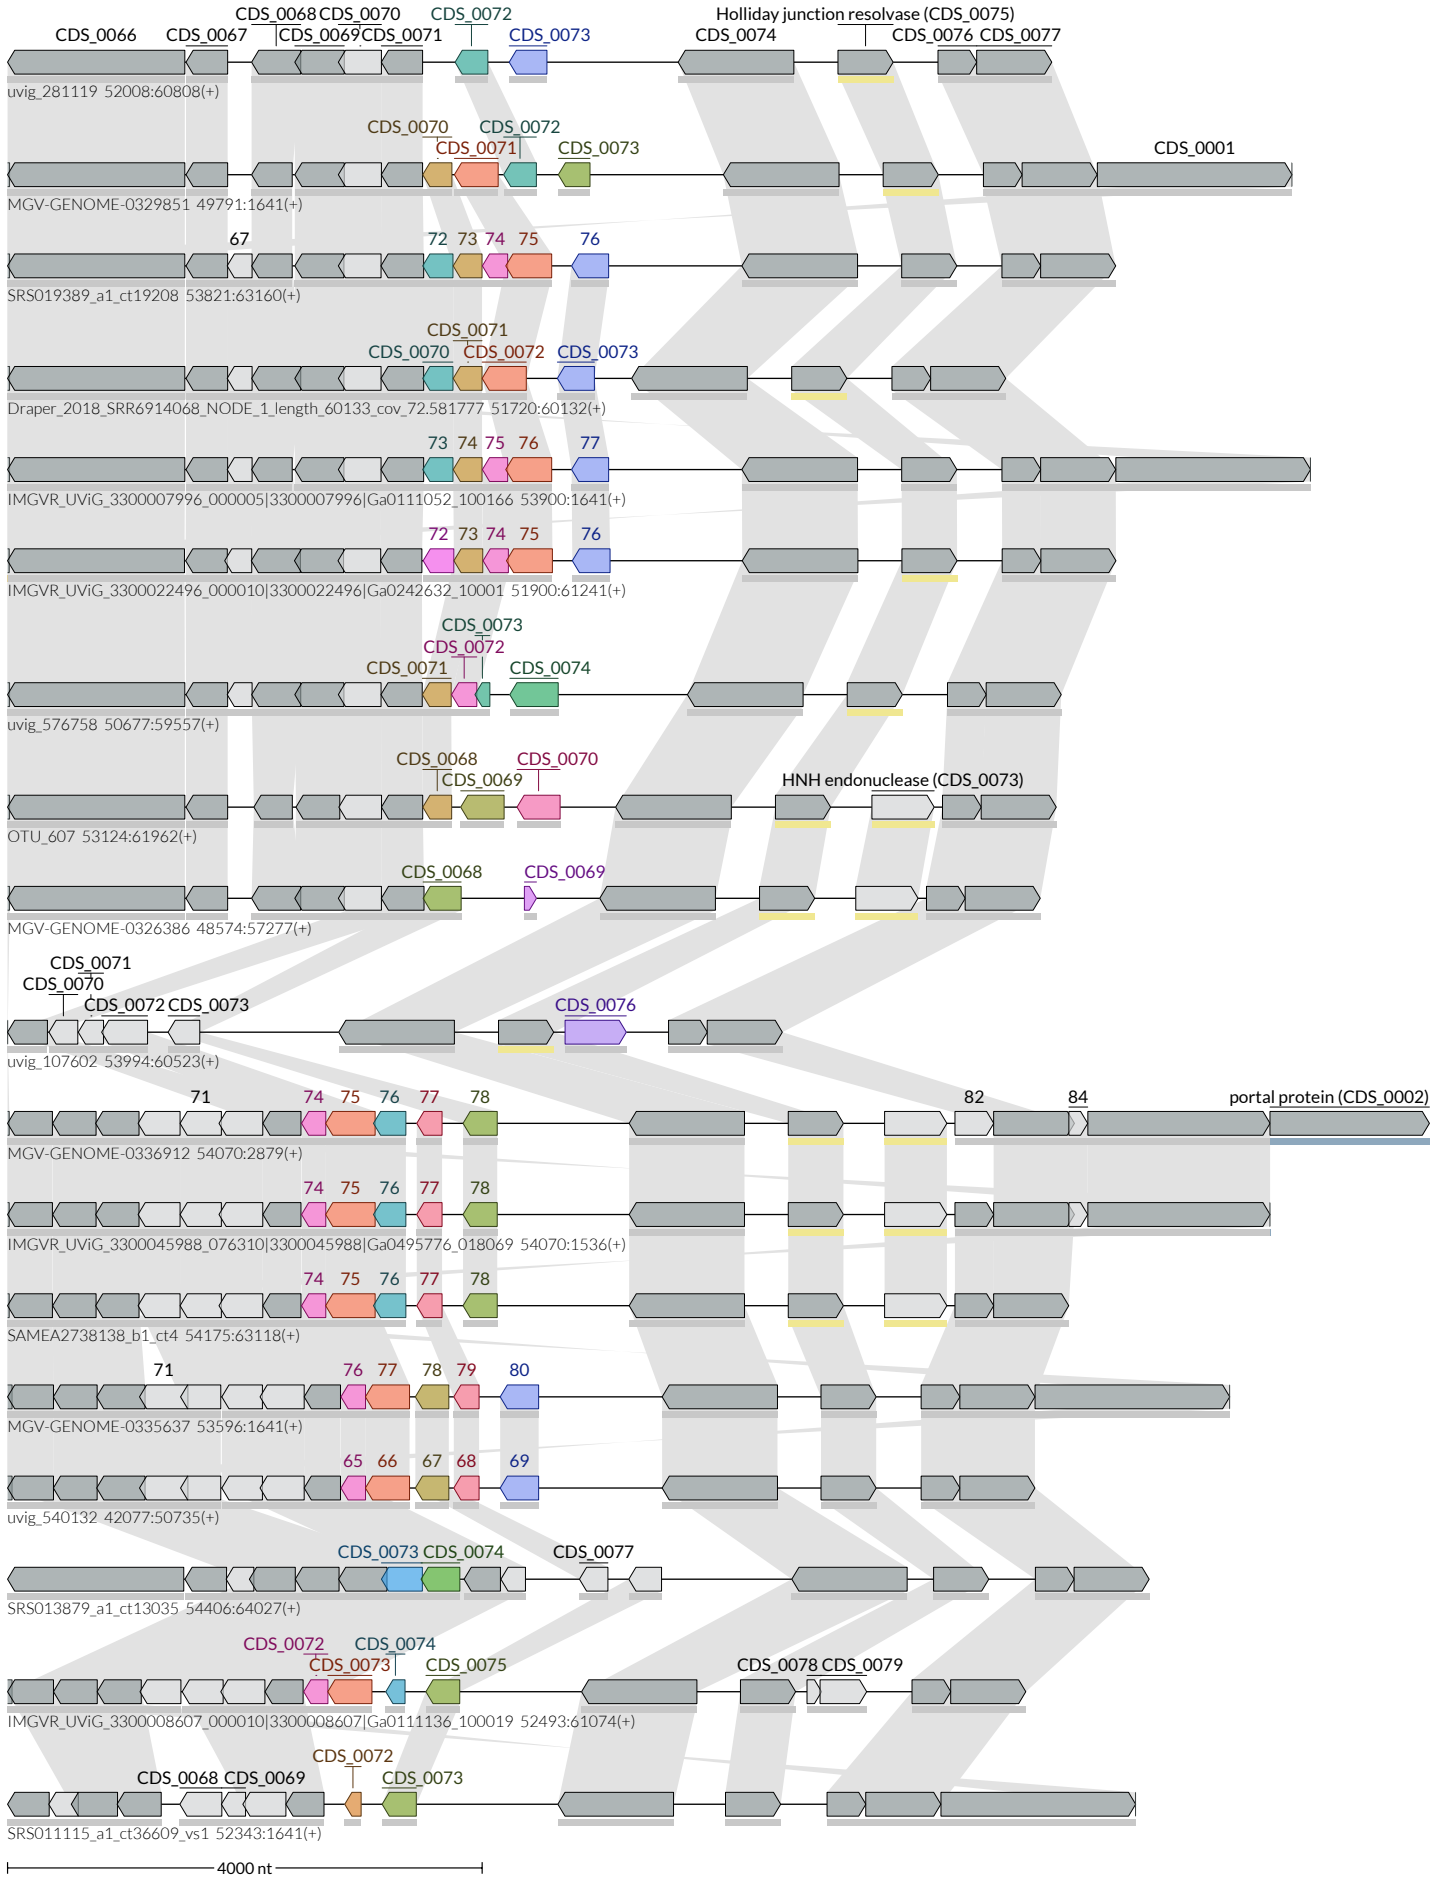 CDS_0068 CDS_0070 CDS_0072 Holliday junction resolvase (CDS_0075)
CDS_0066 CDS_0067 CDS_0069 CDS_0071 CDS_0073 CDS_0074 CDS_0076 CDS_0077
uvig_281119 52008:60808(+)
CDS_0070 CDS_0072
CDS_0071 CDS_0073 CDS_0001
MGV-GENOME-0329851 49791:1641(+)
67 72 73 74 75 76
SRS019389_a1_ct19208 53821:63160(+)
CDS_0071
CDS_0070 CDS_0072 CDS_0073
Draper_2018_SRR6914068_NODE_1_length_60133_cov_72.581777 51720:60132(+)
73 74 75 76 77
IMGVR_UViG_3300007996_000005|3300007996|Ga0111052_100166 53900:1641(+)
72 73 74 75 76
IMGVR_UViG_3300022496_000010|3300022496|Ga0242632_10001 51900:61241(+)
CDS_0073
CDS_0072
CDS_0071 CDS_0074
uvig_576758 50677:59557(+)
CDS_0068 CDS_0070
CDS_0069 HNH endonuclease (CDS_0073)
OTU_607 53124:61962(+)
CDS_0068 CDS_0069
MGV-GENOME-0326386 48574:57277(+)
CDS_0071
CDS_0070
CDS_0072 CDS_0073 CDS_0076
uvig_107602 53994:60523(+)
71 74 75 76 77 78 82 84 portal protein (CDS_0002)
MGV-GENOME-0336912 54070:2879(+)
74 75 76 77 78
IMGVR_UViG_3300045988_076310|3300045988|Ga0495776_018069 54070:1536(+)
74 75 76 77 78
SAMEA2738138_b1_ct4 54175:63118(+)
71 76 77 78 79 80
MGV-GENOME-0335637 53596:1641(+)
65 66 67 68 69
uvig_540132 42077:50735(+)
CDS_0073 CDS_0074 CDS_0077
SRS013879_a1_ct13035 54406:64027(+)
CDS_0072 CDS_0074
CDS_0073 CDS_0075 CDS_0078 CDS_0079
IMGVR_UViG_3300008607_000010|3300008607|Ga0111136_100019 52493:61074(+)
CDS_0072
CDS_0068 CDS_0069 CDS_0073
SRS011115_a1_ct36609_vs1 52343:1641(+)
4000 nt